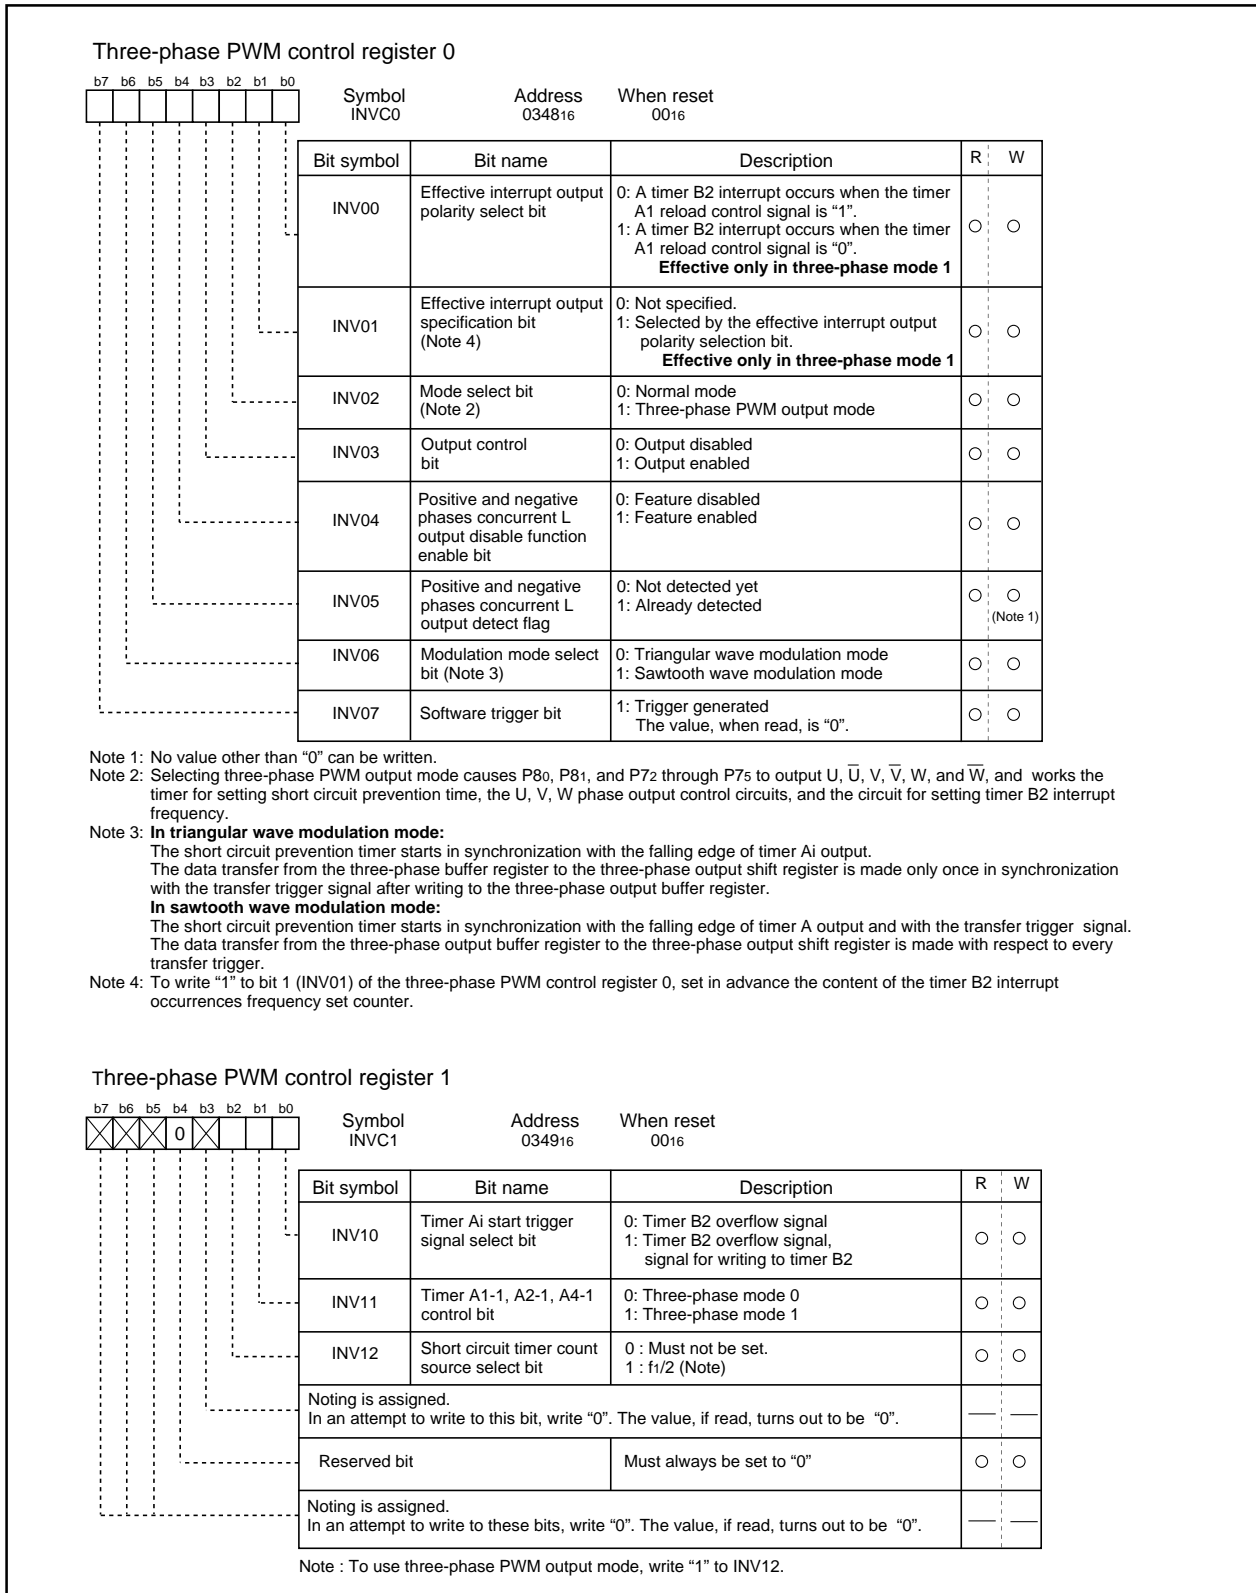 Three-phase PWM control register 0
b7 b6 b5 b4 b3 b2 b1 b0
Symbol Address When reset
INVC0 034816 0016
Bit symbol Bit name Description R W
INV00 Effective interrupt output polarity select bit 0: A timer B2 interrupt occurs when the timer
A1 reload control signal is “1”.
1: A timer B2 interrupt occurs when the timer
A1 reload control signal is “0”.
Effective only in three-phase mode 1
INV01 Effective interrupt output specification bit (Note 4) 0: Not specified.
1: Selected by the effective interrupt output
polarity selection bit.
Effective only in three-phase mode 1
INV02 Mode select bit (Note 2) 0: Normal mode
1: Three-phase PWM output mode
INV03 Output control bit 0: Output disabled
1: Output enabled
INV04 Positive and negative phases concurrent L output disable function enable bit 0: Feature disabled
1: Feature enabled
INV05 Positive and negative phases concurrent L output detect flag 0: Not detected yet
1: Already detected
(Note 1)
INV06 Modulation mode select bit (Note 3) 0: Triangular wave modulation mode
1: Sawtooth wave modulation mode
INV07 Software trigger bit 1: Trigger generated
The value, when read, is “0”.
Note 1: No value other than “0” can be written.
Note 2: Selecting three-phase PWM output mode causes P80, P81, and P72 through P75 to output U, U̅, V, V̅, W, and W̅, and works the
timer for setting short circuit prevention time, the U, V, W phase output control circuits, and the circuit for setting timer B2 interrupt
frequency.
Note 3: In triangular wave modulation mode:
The short circuit prevention timer starts in synchronization with the falling edge of timer Ai output.
The data transfer from the three-phase buffer register to the three-phase output shift register is made only once in synchronization
with the transfer trigger signal after writing to the three-phase output buffer register.
In sawtooth wave modulation mode:
The short circuit prevention timer starts in synchronization with the falling edge of timer A output and with the transfer trigger signal.
The data transfer from the three-phase output buffer register to the three-phase output shift register is made with respect to every
transfer trigger.
Note 4: To write “1” to bit 1 (INV01) of the three-phase PWM control register 0, set in advance the content of the timer B2 interrupt
occurrences frequency set counter.
Three-phase PWM control register 1
b7 b6 b5 b4 b3 b2 b1 b0
0
Symbol Address When reset
INVC1 034916 0016
Bit symbol Bit name Description R W
INV10 Timer Ai start trigger signal select bit 0: Timer B2 overflow signal
1: Timer B2 overflow signal,
signal for writing to timer B2
INV11 Timer A1-1, A2-1, A4-1 control bit 0: Three-phase mode 0
1: Three-phase mode 1
INV12 Short circuit timer count source select bit 0 : Must not be set.
1 : f1/2 (Note)
Noting is assigned.
In an attempt to write to this bit, write “0”. The value, if read, turns out to be “0”.
Reserved bit Must always be set to “0”
Noting is assigned.
In an attempt to write to these bits, write “0”. The value, if read, turns out to be “0”.
Note : To use three-phase PWM output mode, write “1” to INV12.